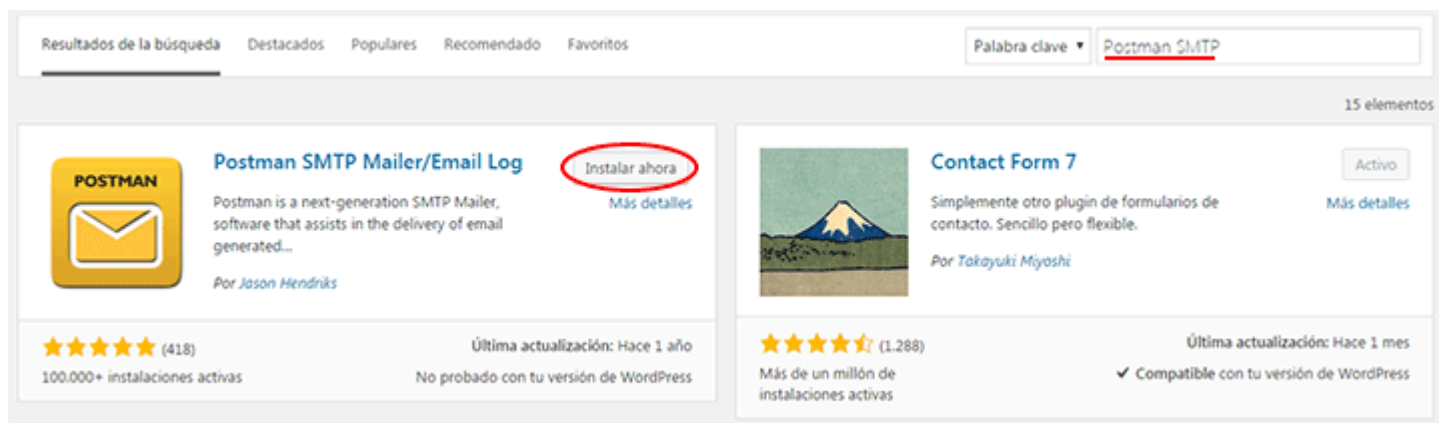 Resultados de la búsqueda Destacados Populares Recomendado Favoritos Palabra clave ▼ Postman SMTP
15 elementos
POSTMAN
Postman SMTP Mailer/Email Log
Instalar ahora
Postman is a next-generation SMTP Mailer,
Más detalles
software that assists in the delivery of email
generated...
Por Jason Hendriks
(418)
Última actualización: Hace 1 año
100.000+ instalaciones activas
No probado con tu versión de WordPress
Contact Form 7
Activo
Simplemente otro plugin de formularios de
Más detalles
contacto. Sencillo pero flexible.
Por Takayuki Miyoshi
(1.288)
Última actualización: Hace 1 mes
Más de un millón de
instalaciones activas
✔ Compatible con tu versión de WordPress